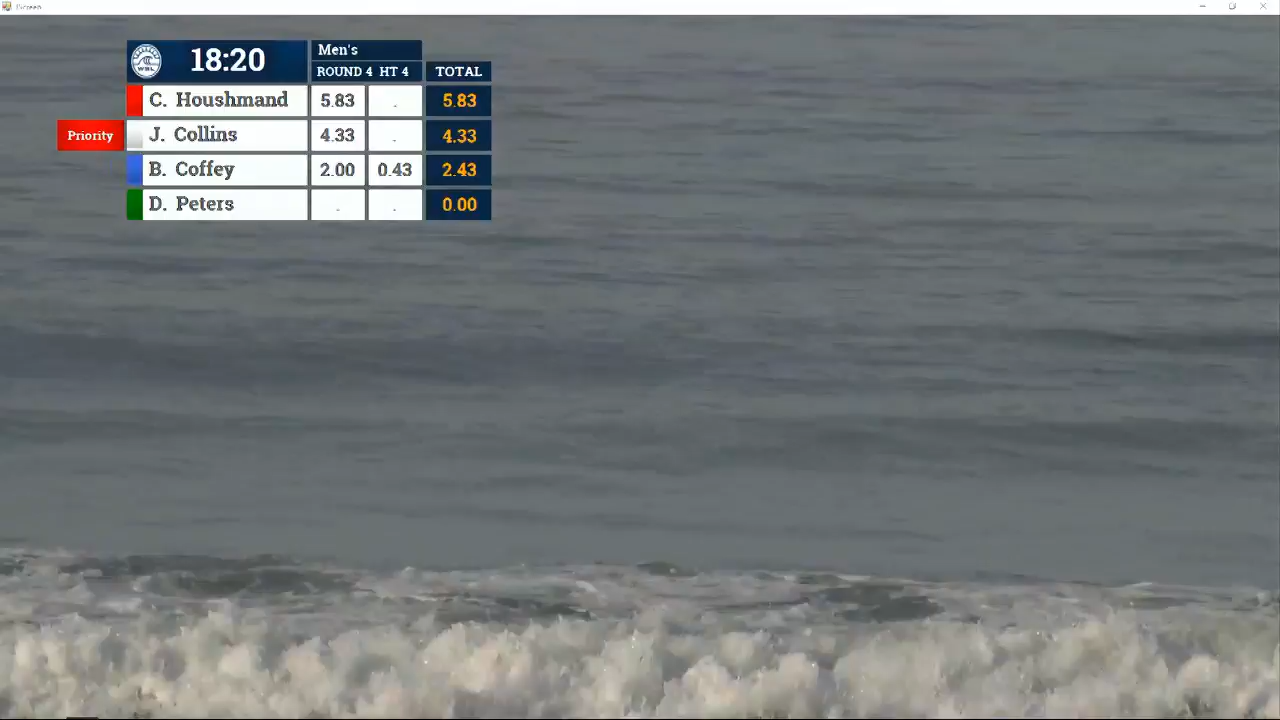 18:20 Men's
ROUND 4 HT 4 TOTAL
C. Houshmand 5.83 . 5.83
Priority J. Collins 4.33 . 4.33
B. Coffey 2.00 0.43 2.43
D. Peters . . 0.00